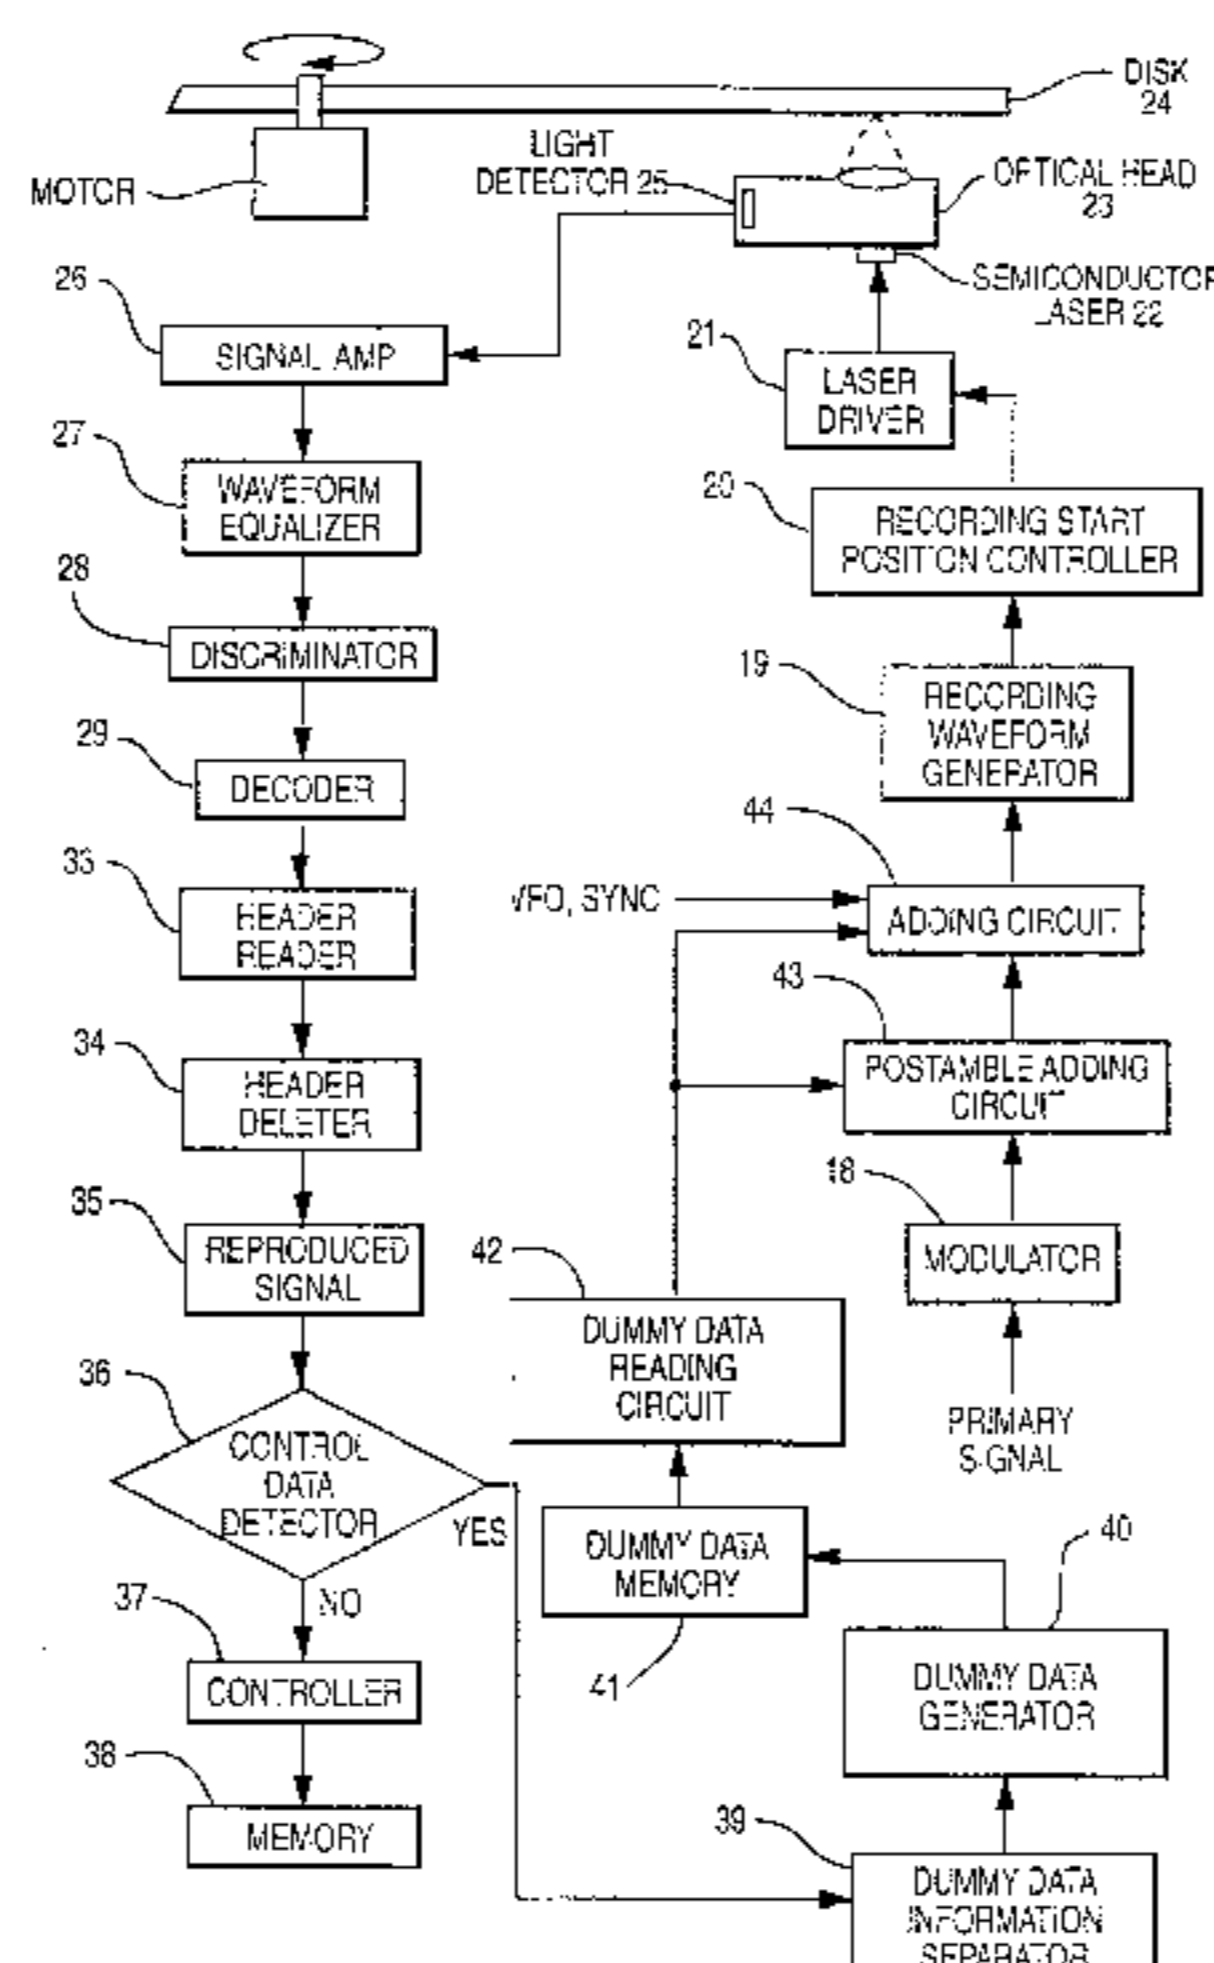 DISK
24
MOTOR
LIGHT
DETECTOR 25
OPTICAL HEAD
23
SEMICONDUCTOR
LASER 22
26
SIGNAL AMP
21
LASER
DRIVER
27
WAVEFORM
EQUALIZER
20
RECORDING START
POSITION CONTROLLER
28
DISCRIMINATOR
19
RECORDING
WAVEFORM
GENERATOR
29
DECODER
44
VFO, SYNC
ADDING CIRCUIT
33
HEADER
READER
43
POSTAMBLE ADDING
CIRCUIT
34
HEADER
DELETER
18
MODULATOR
PRIMARY
SIGNAL
35
REPRODUCED
SIGNAL
42
DUMMY DATA
READING
CIRCUIT
36
CONTROL
DATA
DETECTOR
YES
NO
DUMMY DATA
MEMORY
41
40
DUMMY DATA
GENERATOR
37
CONTROLLER
38
MEMORY
39
DUMMY DATA
INFORMATION
SEPARATOR